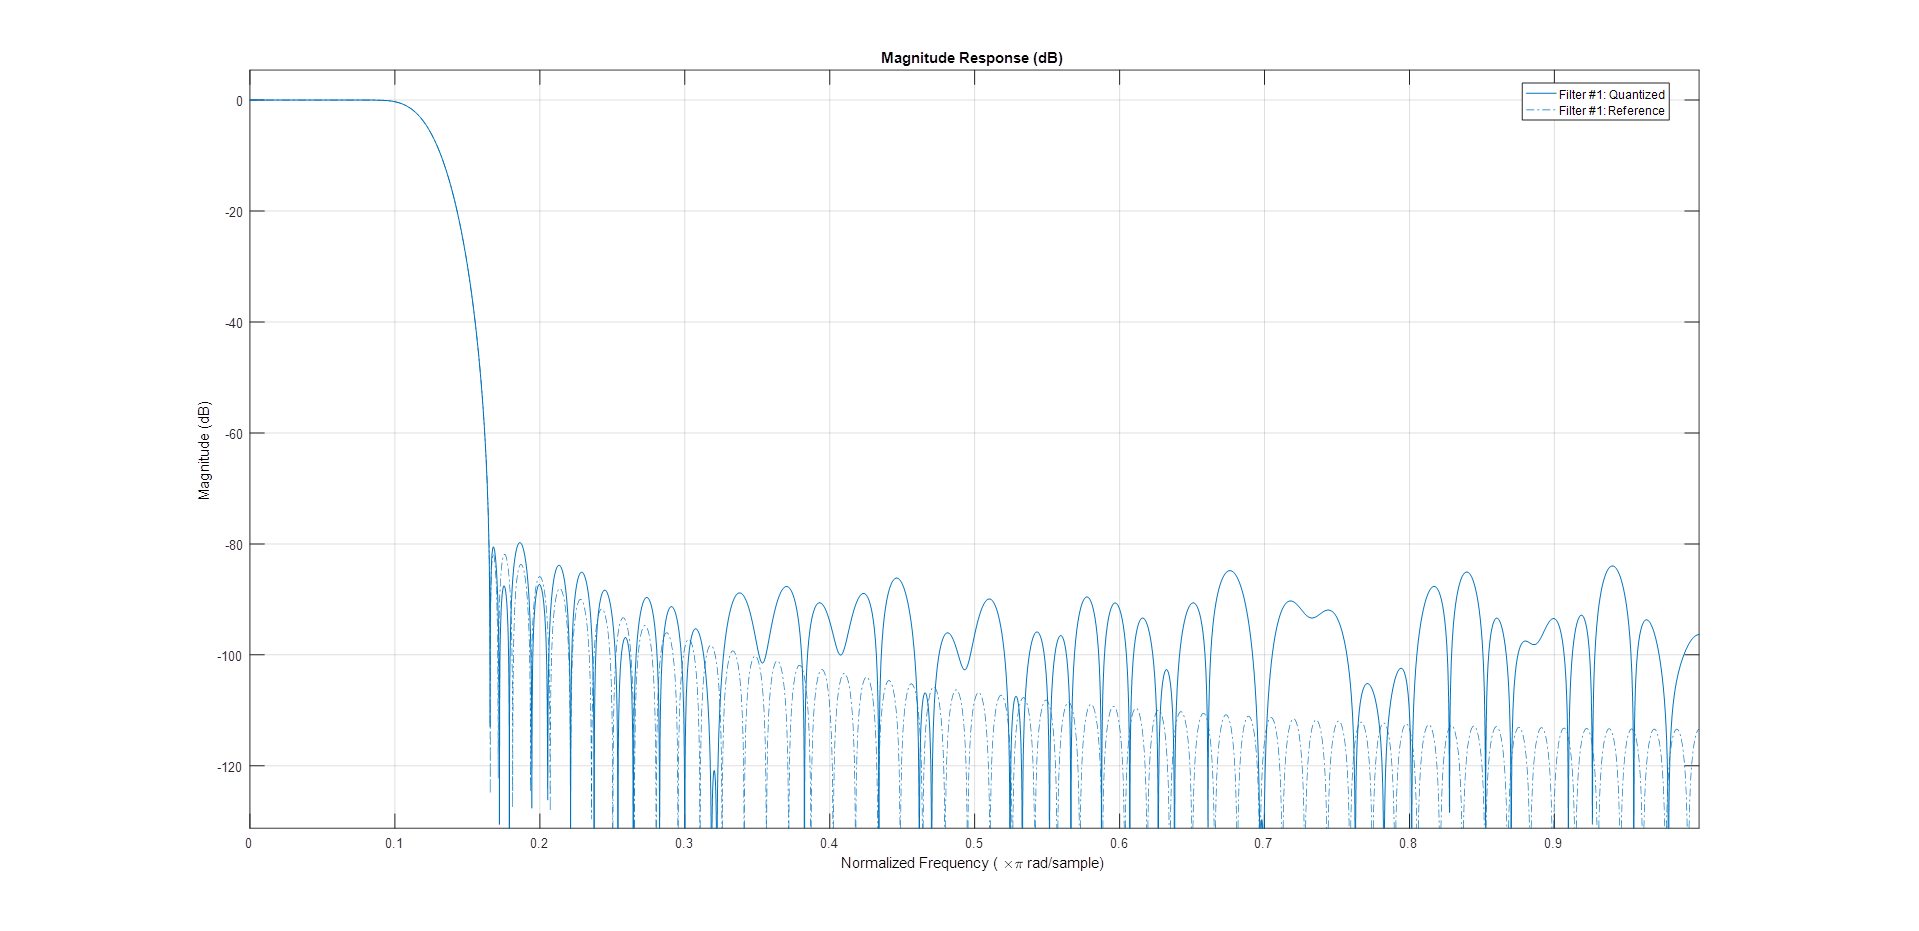 Magnitude Response (dB)
Filter #1: Quantized
Filter #1: Reference
0
-20
-40
-60
-80
-100
-120
Magnitude (dB)
0 0.1 0.2 0.3 0.4 0.5 0.6 0.7 0.8 0.9
Normalized Frequency ( ×π rad/sample)